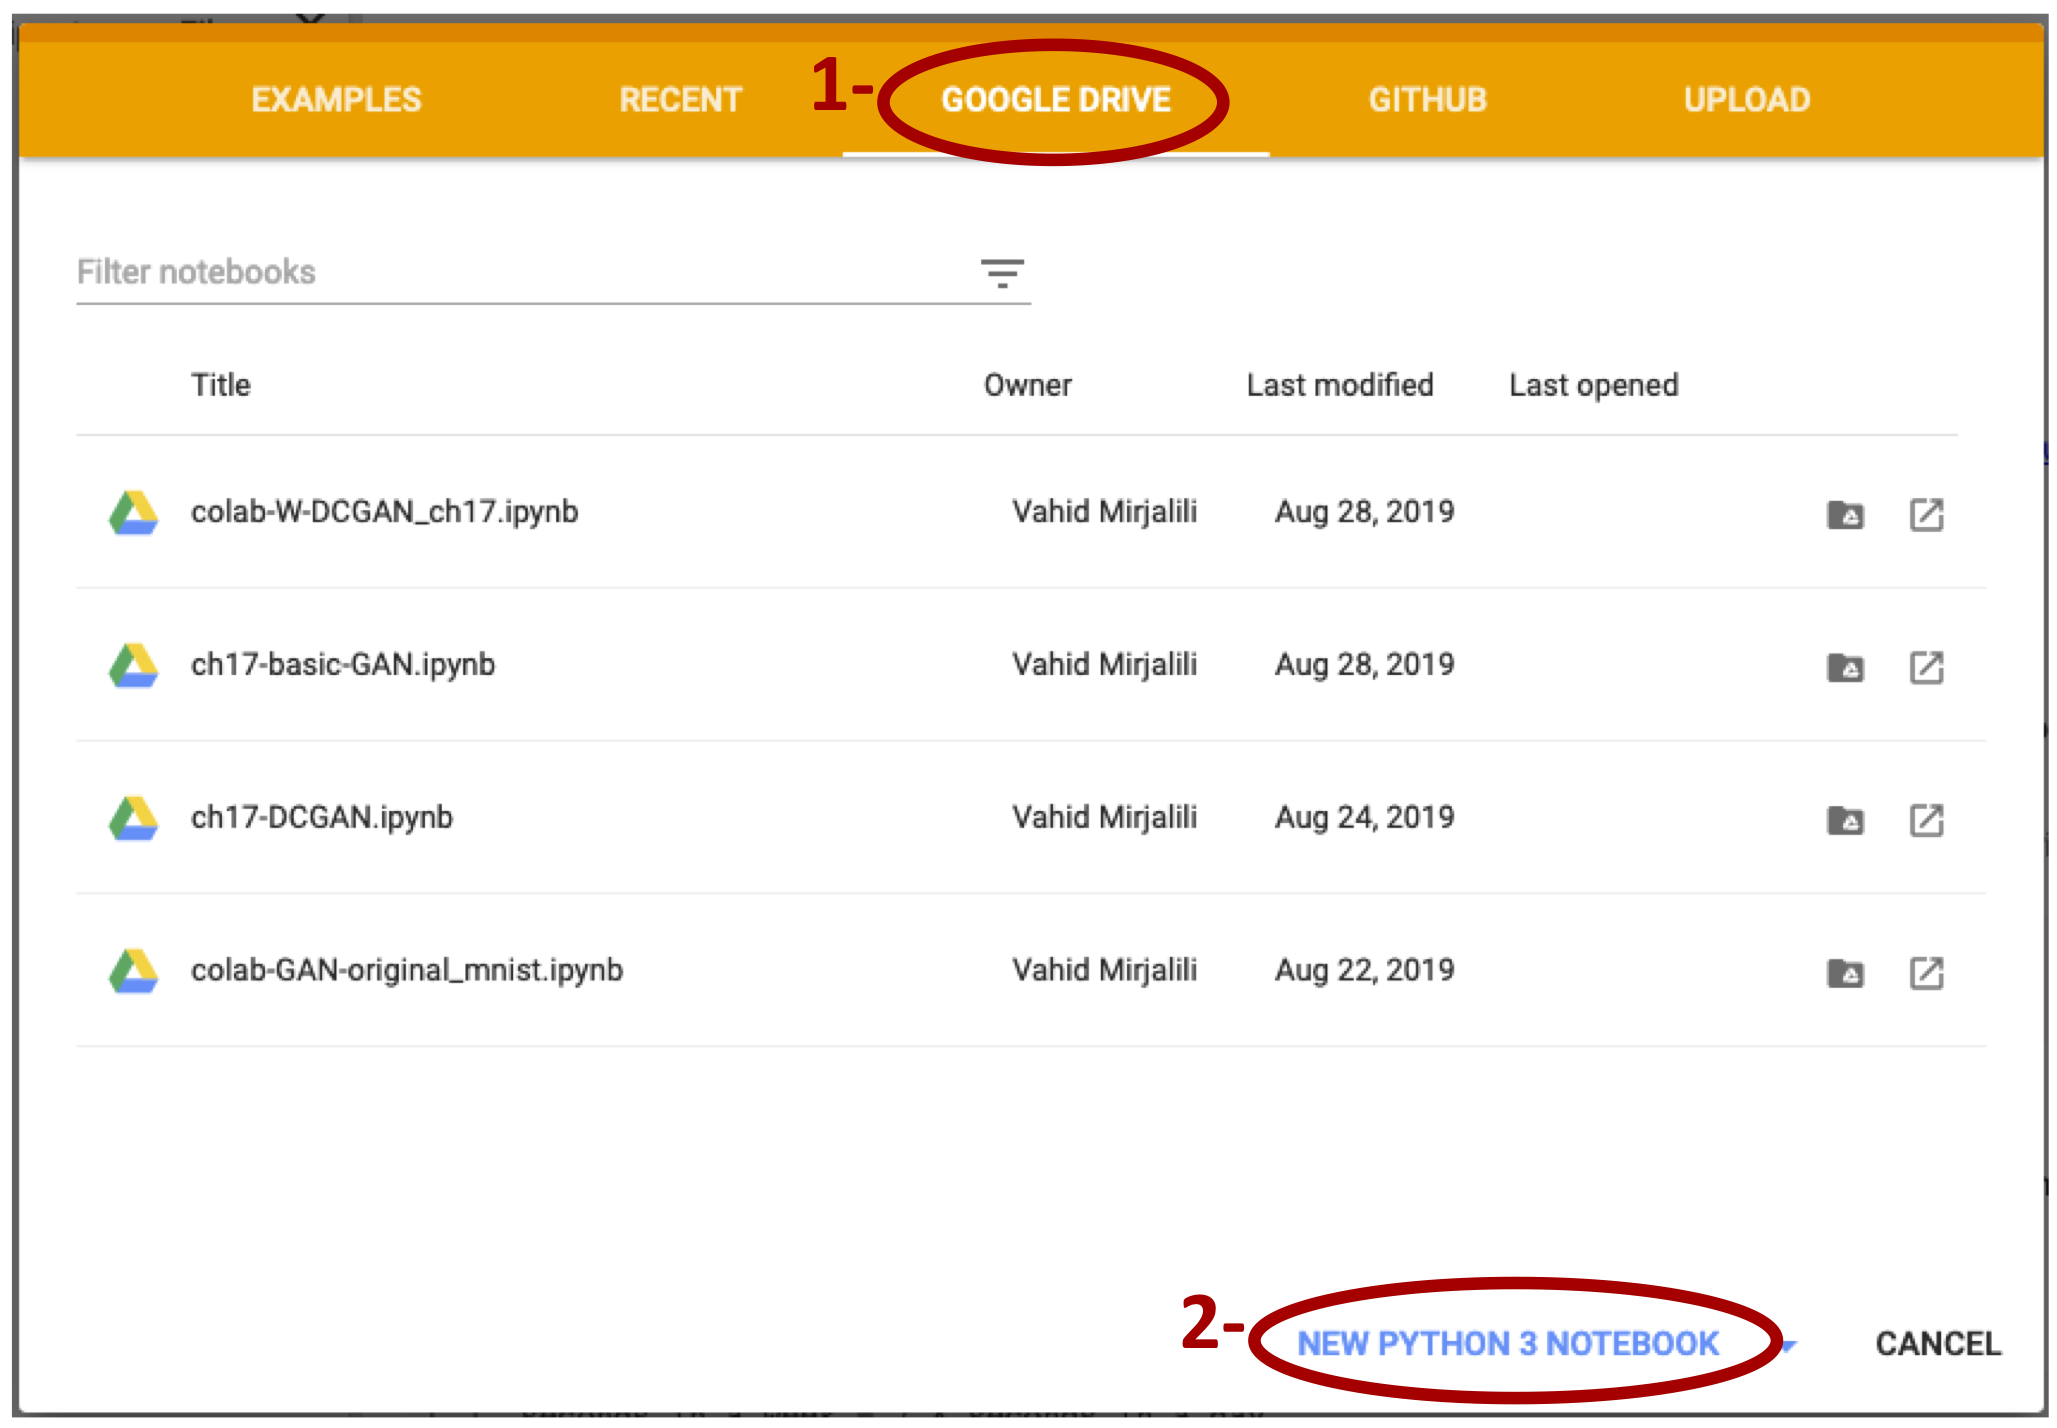 EXAMPLES RECENT 1- GOOGLE DRIVE GITHUB UPLOAD
Filter notebooks
Title Owner Last modified Last opened
colab-W-DCGAN_ch17.ipynb Vahid Mirjalili Aug 28, 2019
ch17-basic-GAN.ipynb Vahid Mirjalili Aug 28, 2019
ch17-DCGAN.ipynb Vahid Mirjalili Aug 24, 2019
colab-GAN-original_mnist.ipynb Vahid Mirjalili Aug 22, 2019
2- NEW PYTHON 3 NOTEBOOK CANCEL